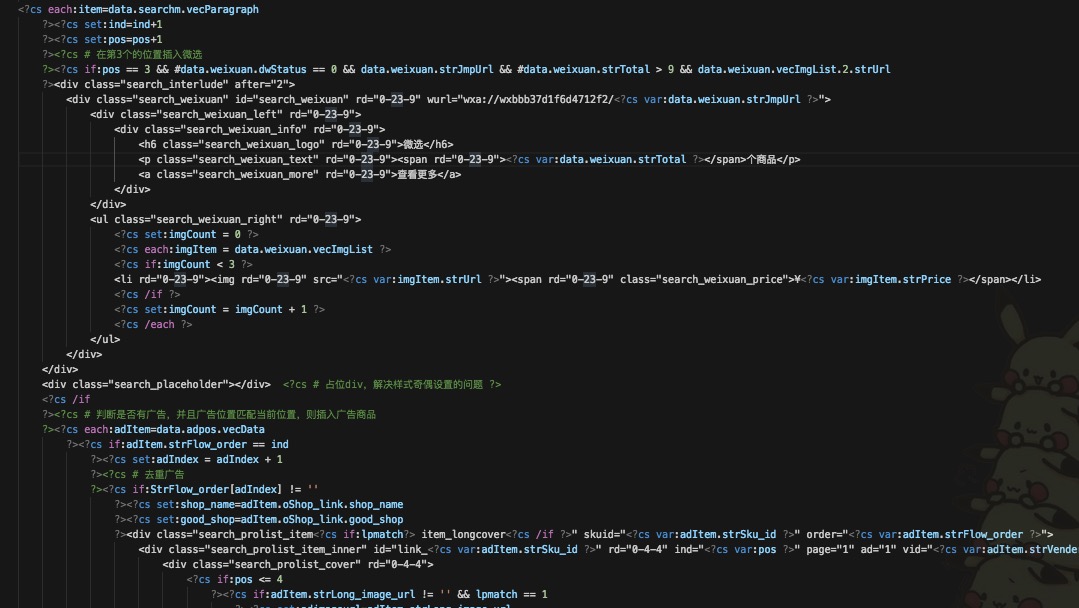 <?cs each:item=data.searchm.vecParagraph
?><?cs set:ind=ind+1
?><?cs set:pos=pos+1
?><?cs # 在第3个的位置插入微选
?><?cs if:pos == 3 && #data.weixuan.dwStatus == 0 && data.weixuan.strJmpUrl && #data.weixuan.strTotal > 9 && data.weixuan.vecImgList.2.strUrl
?><div class="search_interlude" after="2">
<div class="search_weixuan" id="search_weixuan" rd="0-23-9" wurl="wxa://wxbbb37d1f6d4712f2/<?cs var:data.weixuan.strJmpUrl ?>">
<div class="search_weixuan_left" rd="0-23-9">
<div class="search_weixuan_info" rd="0-23-9">
<h6 class="search_weixuan_logo" rd="0-23-9">微选</h6>
<p class="search_weixuan_text" rd="0-23-9"><span rd="0-23-9"><?cs var:data.weixuan.strTotal ?></span>个商品</p>
<a class="search_weixuan_more" rd="0-23-9">查看更多</a>
</div>
</div>
<ul class="search_weixuan_right" rd="0-23-9">
<?cs set:imgCount = 0 ?>
<?cs each:imgItem = data.weixuan.vecImgList ?>
<?cs if:imgCount < 3 ?>
<li rd="0-23-9"><img rd="0-23-9" src="<?cs var:imgItem.strUrl ?>"><span rd="0-23-9" class="search_weixuan_price">¥<?cs var:imgItem.strPrice ?></span></li>
<?cs /if ?>
<?cs set:imgCount = imgCount + 1 ?>
<?cs /each ?>
</ul>
</div>
</div>
<div class="search_placeholder"></div> <?cs # 占位div，解决样式奇偶设置的问题 ?>
<?cs /if
?><?cs # 判断是否有广告，并且广告位置匹配当前位置，则插入广告商品
?><?cs each:adItem=data.adpos.vecData
?><?cs if:adItem.strFlow_order == ind
?><?cs set:adIndex = adIndex + 1
?><?cs # 去重广告
?><?cs if:StrFlow_order[adIndex] != ''
?><?cs set:shop_name=adItem.oShop_link.shop_name
?><?cs set:good_shop=adItem.oShop_link.good_shop
?><div class="search_prolist_item<?cs if:lpmatch?> item_longcover<?cs /if ?>" skuid="<?cs var:adItem.strSku_id ?>" order="<?cs var:adItem.strFlow_order ?>">
<div class="search_prolist_item_inner" id="link_<?cs var:adItem.strSku_id ?>" rd="0-4-4" ind="<?cs var:pos ?>" page="1" ad="1" vid="<?cs var:adItem.strVende
<div class="search_prolist_cover" rd="0-4-4">
<?cs if:pos <= 4
?><?cs if:adItem.strLong_image_url != '' && lpmatch == 1